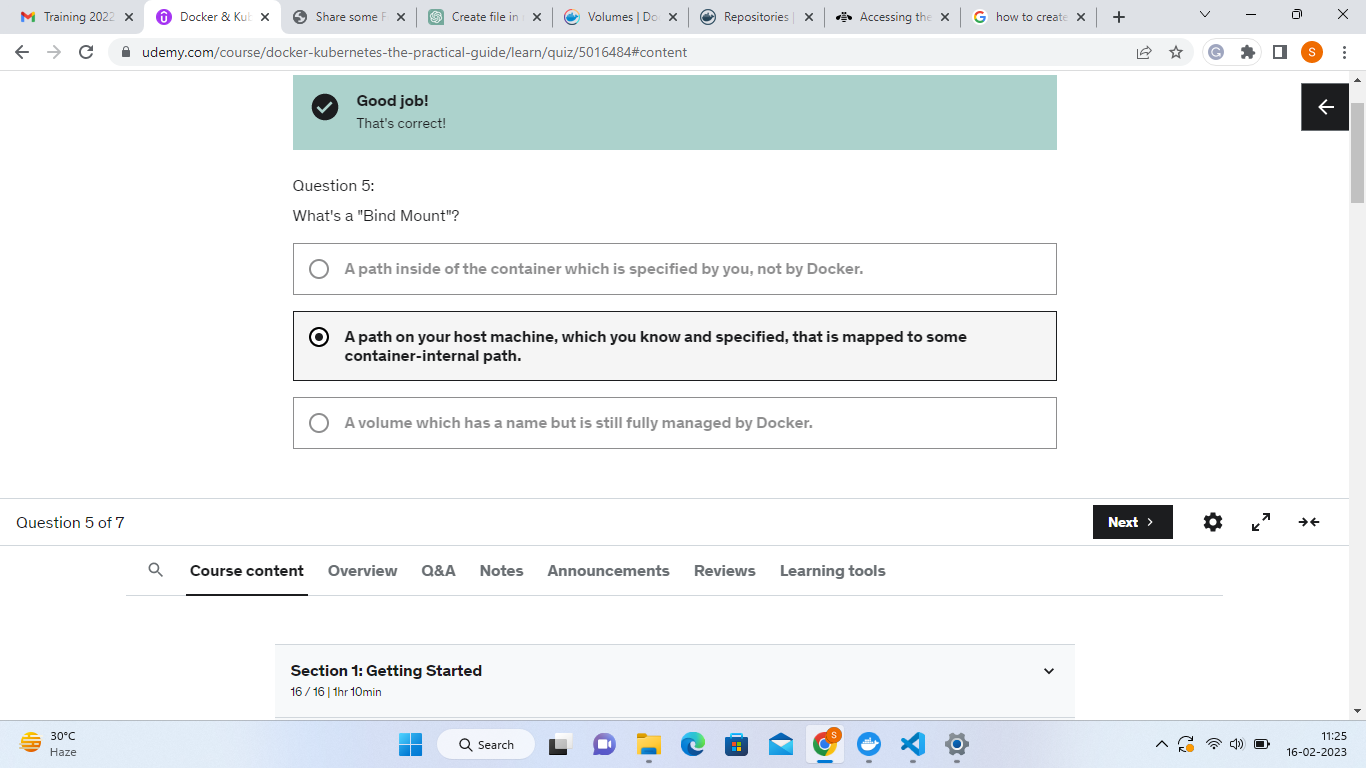 Training 2022
Docker & Kub
Share some F
Create file in
Volumes | Do
Repositories |
Accessing the
how to create
udemy.com/course/docker-kubernetes-the-practical-guide/learn/quiz/5016484#content
S
Good job!
That's correct!
Question 5:
What's a "Bind Mount"?
A path inside of the container which is specified by you, not by Docker.
A path on your host machine, which you know and specified, that is mapped to some
container-internal path.
A volume which has a name but is still fully managed by Docker.
Question 5 of 7
Next
Course content
Overview
Q&A
Notes
Announcements
Reviews
Learning tools
Section 1: Getting Started
16 / 16 | 1hr 10min
30°C
Haze
Search
S
11:25
16-02-2023